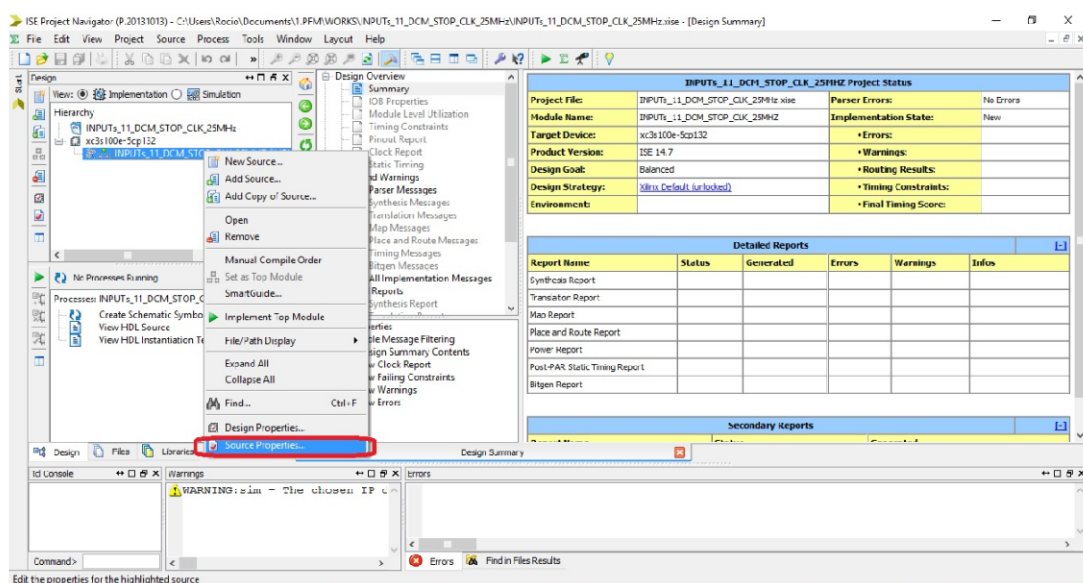 ISE Project Navigator (P.20131013) - C:\Users\Rocio\Documents\1.PFM\WORKS\INPUTs_11_DCM_STOP_CLK_25MHz\INPUTs_11_DCM_STOP_CLK_25MHz.xise - [Design Summary]
File Edit View Project Source Process Tools Window Layout Help
Design
View: Implementation Simulation
Hierarchy
INPUTs_11_DCM_STOP_CLK_25MHz
xc3s100e-5cp132
INPUTs_11_DCM_STO
New Source...
Add Source...
Add Copy of Source...
Open
Remove
Manual Compile Order
Set as Top Module
SmartGuide...
Implement Top Module
File/Path Display
Expand All
Collapse All
Find... Ctrl+F
Design Properties...
Source Properties...
No Processes Running
Processes: INPUTs_11_DCM_STOP_C
Create Schematic Symbo
View HDL Source
View HDL Instantiation Te
Start
Design Files Libraries
Design Overview
Summary
IOB Properties
Module Level Utilization
Timing Constraints
Pinout Report
Clock Report
Static Timing
nd Warnings
Parser Messages
Synthesis Messages
Translation Messages
Map Messages
Place and Route Messages
Timing Messages
Bitgen Messages
All Implementation Messages
Reports
Synthesis Report
erties
ble Message Filtering
sign Summary Contents
w Clock Report
w Failing Constraints
w Warnings
w Errors
Design Summary
INPUTs_11_DCM_STOP_CLK_25MHZ Project Status
Project File: INPUTs_11_DCM_STOP_CLK_25MHz.xise Parser Errors: No Errors
Module Name: INPUTs_11_DCM_STOP_CLK_25MHZ Implementation State: New
Target Device: xc3s100e-5cp132 •Errors:
Product Version: ISE 14.7 •Warnings:
Design Goal: Balanced •Routing Results:
Design Strategy: Xilinx Default (unlocked) •Timing Constraints:
Environment: •Final Timing Score:
Detailed Reports [-]
Report Name Status Generated Errors Warnings Infos
Synthesis Report
Translation Report
Map Report
Place and Route Report
Power Report
Post-PAR Static Timing Report
Bitgen Report
Secondary Reports [-]
Tcl Console
Command>
Warnings
WARNING:sim - The chosen IP
Errors
Errors Find in Files Results
Edit the properties for the highlighted source